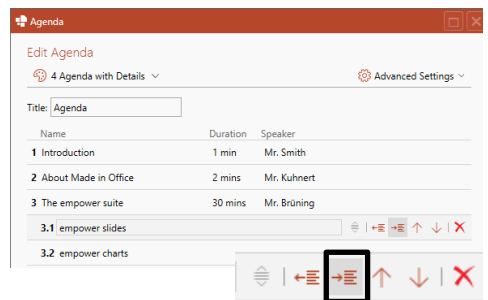 Agenda
Edit Agenda
4 Agenda with Details Advanced Settings
Title: Agenda
Name Duration Speaker
1 Introduction 1 min Mr. Smith
2 About Made in Office 2 mins Mr. Kuhnert
3 The empower suite 30 mins Mr. Brüning
3.1 empower slides
3.2 empower charts